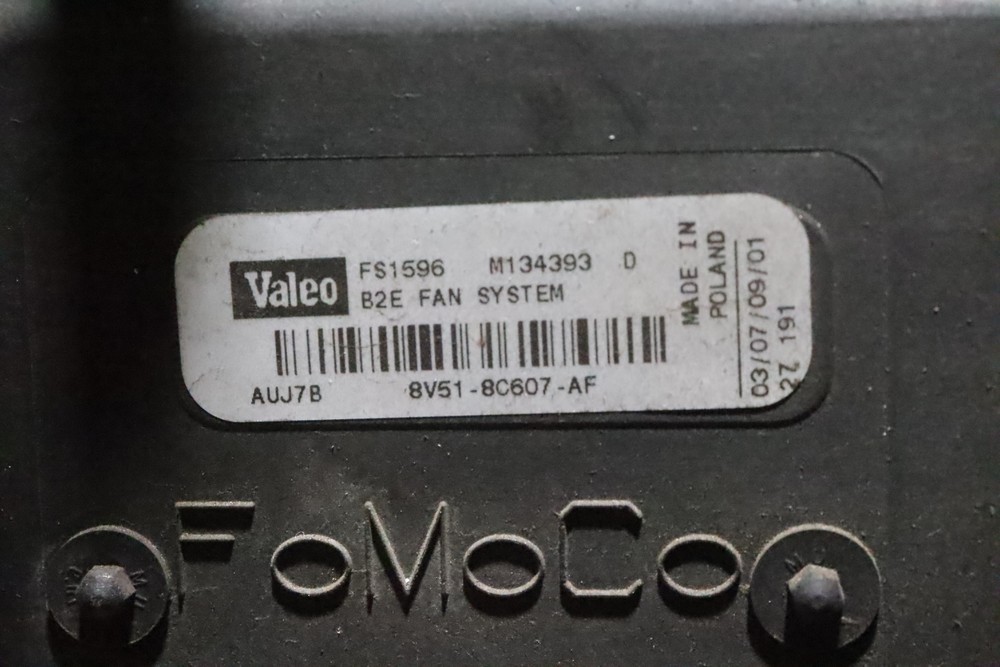 Valeo
FS1596 M134393 D
B2E FAN SYSTEM
AUJ7B 8V51-8C607-AF
MADE IN
POLAND
03/07/09/01
27 191
FoMoCo